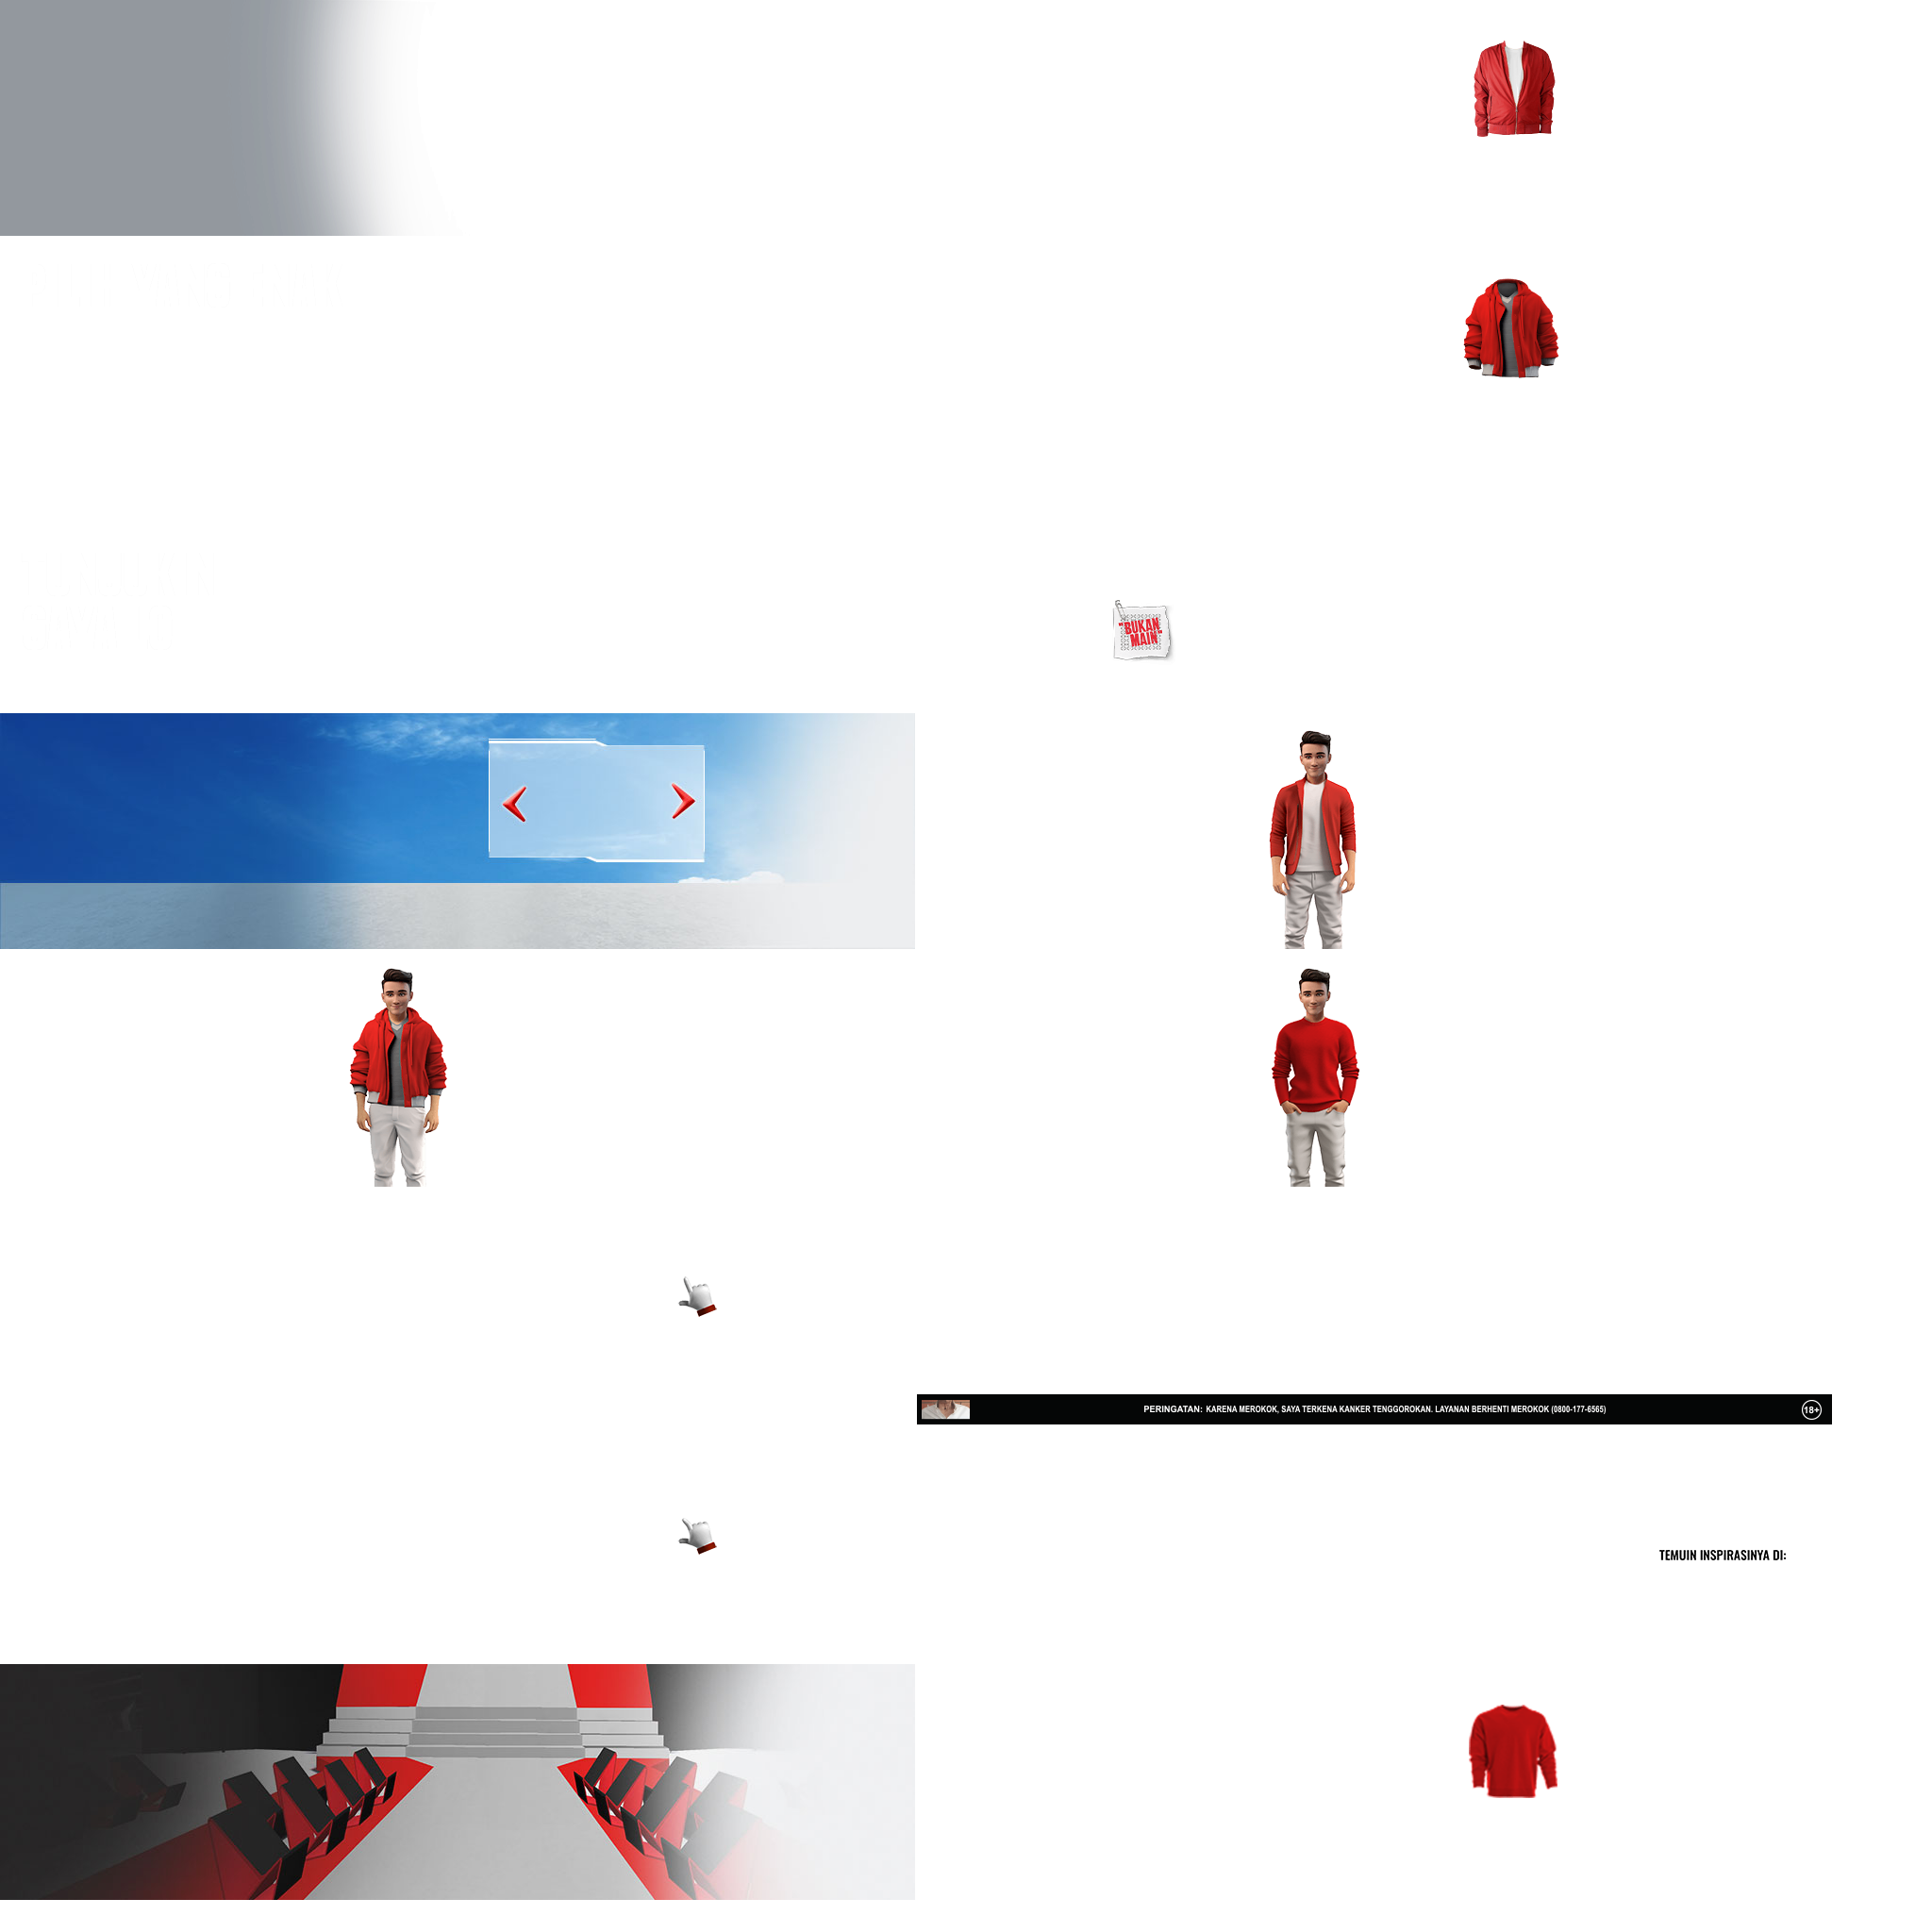 "BUKAN
MAIN"
PERINGATAN: KARENA MEROKOK, SAYA TERKENA KANKER TENGGOROKAN. LAYANAN BERHENTI MEROKOK (0800-177-6565)
18+
TEMUIN INSPIRASINYA DI: